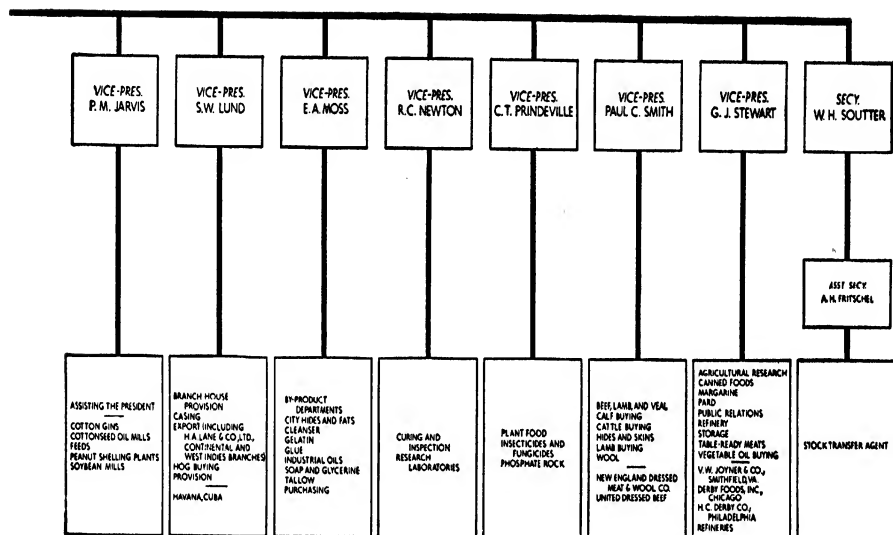 VICE-PRES.
P. M. JARVIS
VICE-PRES.
S.W. LUND
VICE-PRES.
E.A. MOSS
VICE-PRES.
R.C. NEWTON
VICE-PRES.
C.T. PRINDEVILLE
VICE-PRES.
PAUL C. SMITH
VICE-PRES.
G. J. STEWART
SECY.
W. H. SOUTTER
ASST SECY.
A. H. FRITSCHEL
ASSISTING THE PRESIDENT
COTTON GINS
COTTONSEED OIL MILLS
FEEDS
PEANUT SHELLING PLANTS
SOYBEAN MILLS
BRANCH HOUSE
PROVISION
CASING
EXPORT (INCLUDING
H.A. LANE & CO., LTD.,
CONTINENTAL AND
WEST INDIES BRANCHES)
HOG BUYING
PROVISION
HAVANA, CUBA
BY-PRODUCT
DEPARTMENTS
CITY HIDES AND FATS
CLEANSER
GELATIN
GLUE
INDUSTRIAL OILS
SOAP AND GLYCERINE
TALLOW
PURCHASING
CURING AND
INSPECTION
RESEARCH
LABORATORIES
PLANT FOOD
INSECTICIDES AND
FUNGICIDES
PHOSPHATE ROCK
BEEF, LAMB, AND VEAL
CALF BUYING
CATTLE BUYING
HIDES AND SKINS
LAMB BUYING
WOOL
NEW ENGLAND DRESSED
MEAT & WOOL CO.
UNITED DRESSED BEEF
AGRICULTURAL RESEARCH
CANNED FOODS
MARGARINE
PARD
PUBLIC RELATIONS
REFINERY
STORAGE
TABLE-READY MEATS
VEGETABLE OIL BUYING
V.W. JOYNER & CO.,
SMITHFIELD, VA.
DERBY FOODS, INC.,
CHICAGO
H.C. DERBY CO.,
PHILADELPHIA
REFINERIES
STOCK TRANSFER AGENT